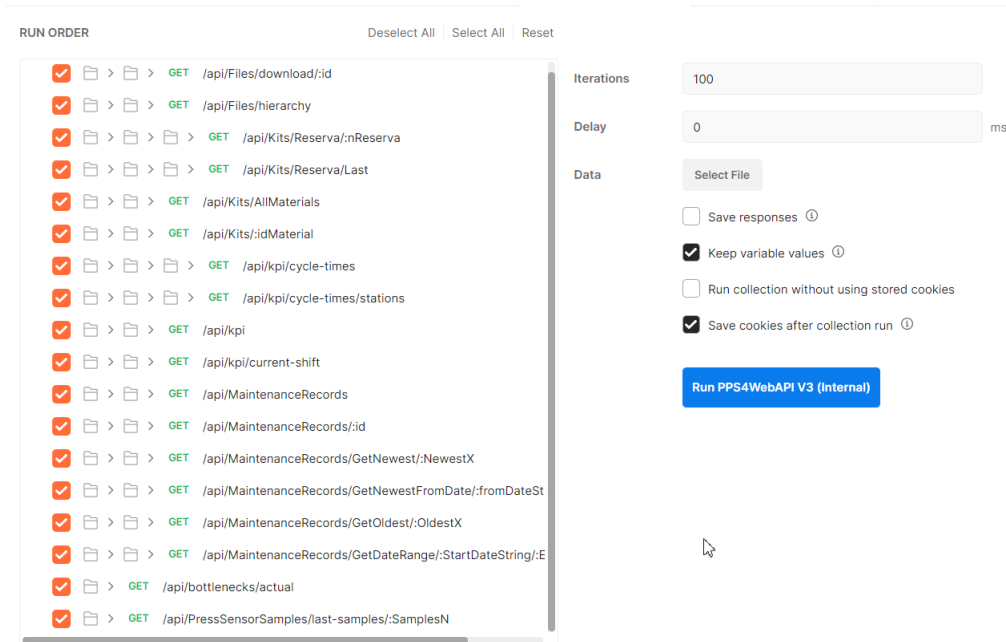 RUN ORDER
Deselect All Select All Reset
GET /api/Files/download/:id
GET /api/Files/hierarchy
GET /api/Kits/Reserva/:nReserva
GET /api/Kits/Reserva/Last
GET /api/Kits/AllMaterials
GET /api/Kits/:idMaterial
GET /api/kpi/cycle-times
GET /api/kpi/cycle-times/stations
GET /api/kpi
GET /api/kpi/current-shift
GET /api/MaintenanceRecords
GET /api/MaintenanceRecords/:id
GET /api/MaintenanceRecords/GetNewest/:NewestX
GET /api/MaintenanceRecords/GetNewestFromDate/:fromDateSt
GET /api/MaintenanceRecords/GetOldest/:OldestX
GET /api/MaintenanceRecords/GetDateRange/:StartDateString/:E
GET /api/bottlenecks/actual
GET /api/PressSensorSamples/last-samples/:SamplesN
Iterations 100
Delay 0 ms
Data Select File
Save responses
Keep variable values
Run collection without using stored cookies
Save cookies after collection run
Run PPS4WebAPI V3 (Internal)